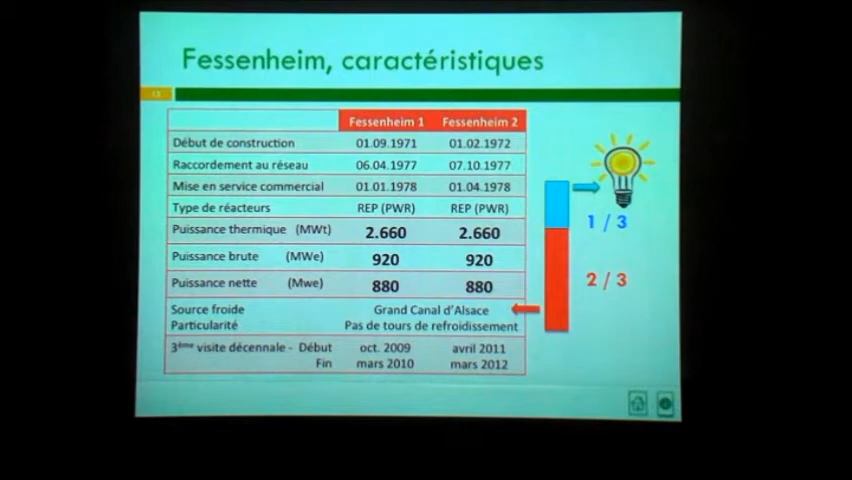 Fessenheim, caractéristiques
13
Fessenheim 1 Fessenheim 2
Début de construction 01.09.1971 01.02.1972
Raccordement au réseau 06.04.1977 07.10.1977
Mise en service commercial 01.01.1978 01.04.1978
Type de réacteurs REP (PWR) REP (PWR)
Puissance thermique (MWt) 2.660 2.660
Puissance brute (MWe) 920 920
Puissance nette (Mwe) 880 880
Source froide Grand Canal d'Alsace
Particularité Pas de tours de refroidissement
3ème visite décennale - Début oct. 2009 avril 2011
Fin mars 2010 mars 2012
1 / 3
2 / 3